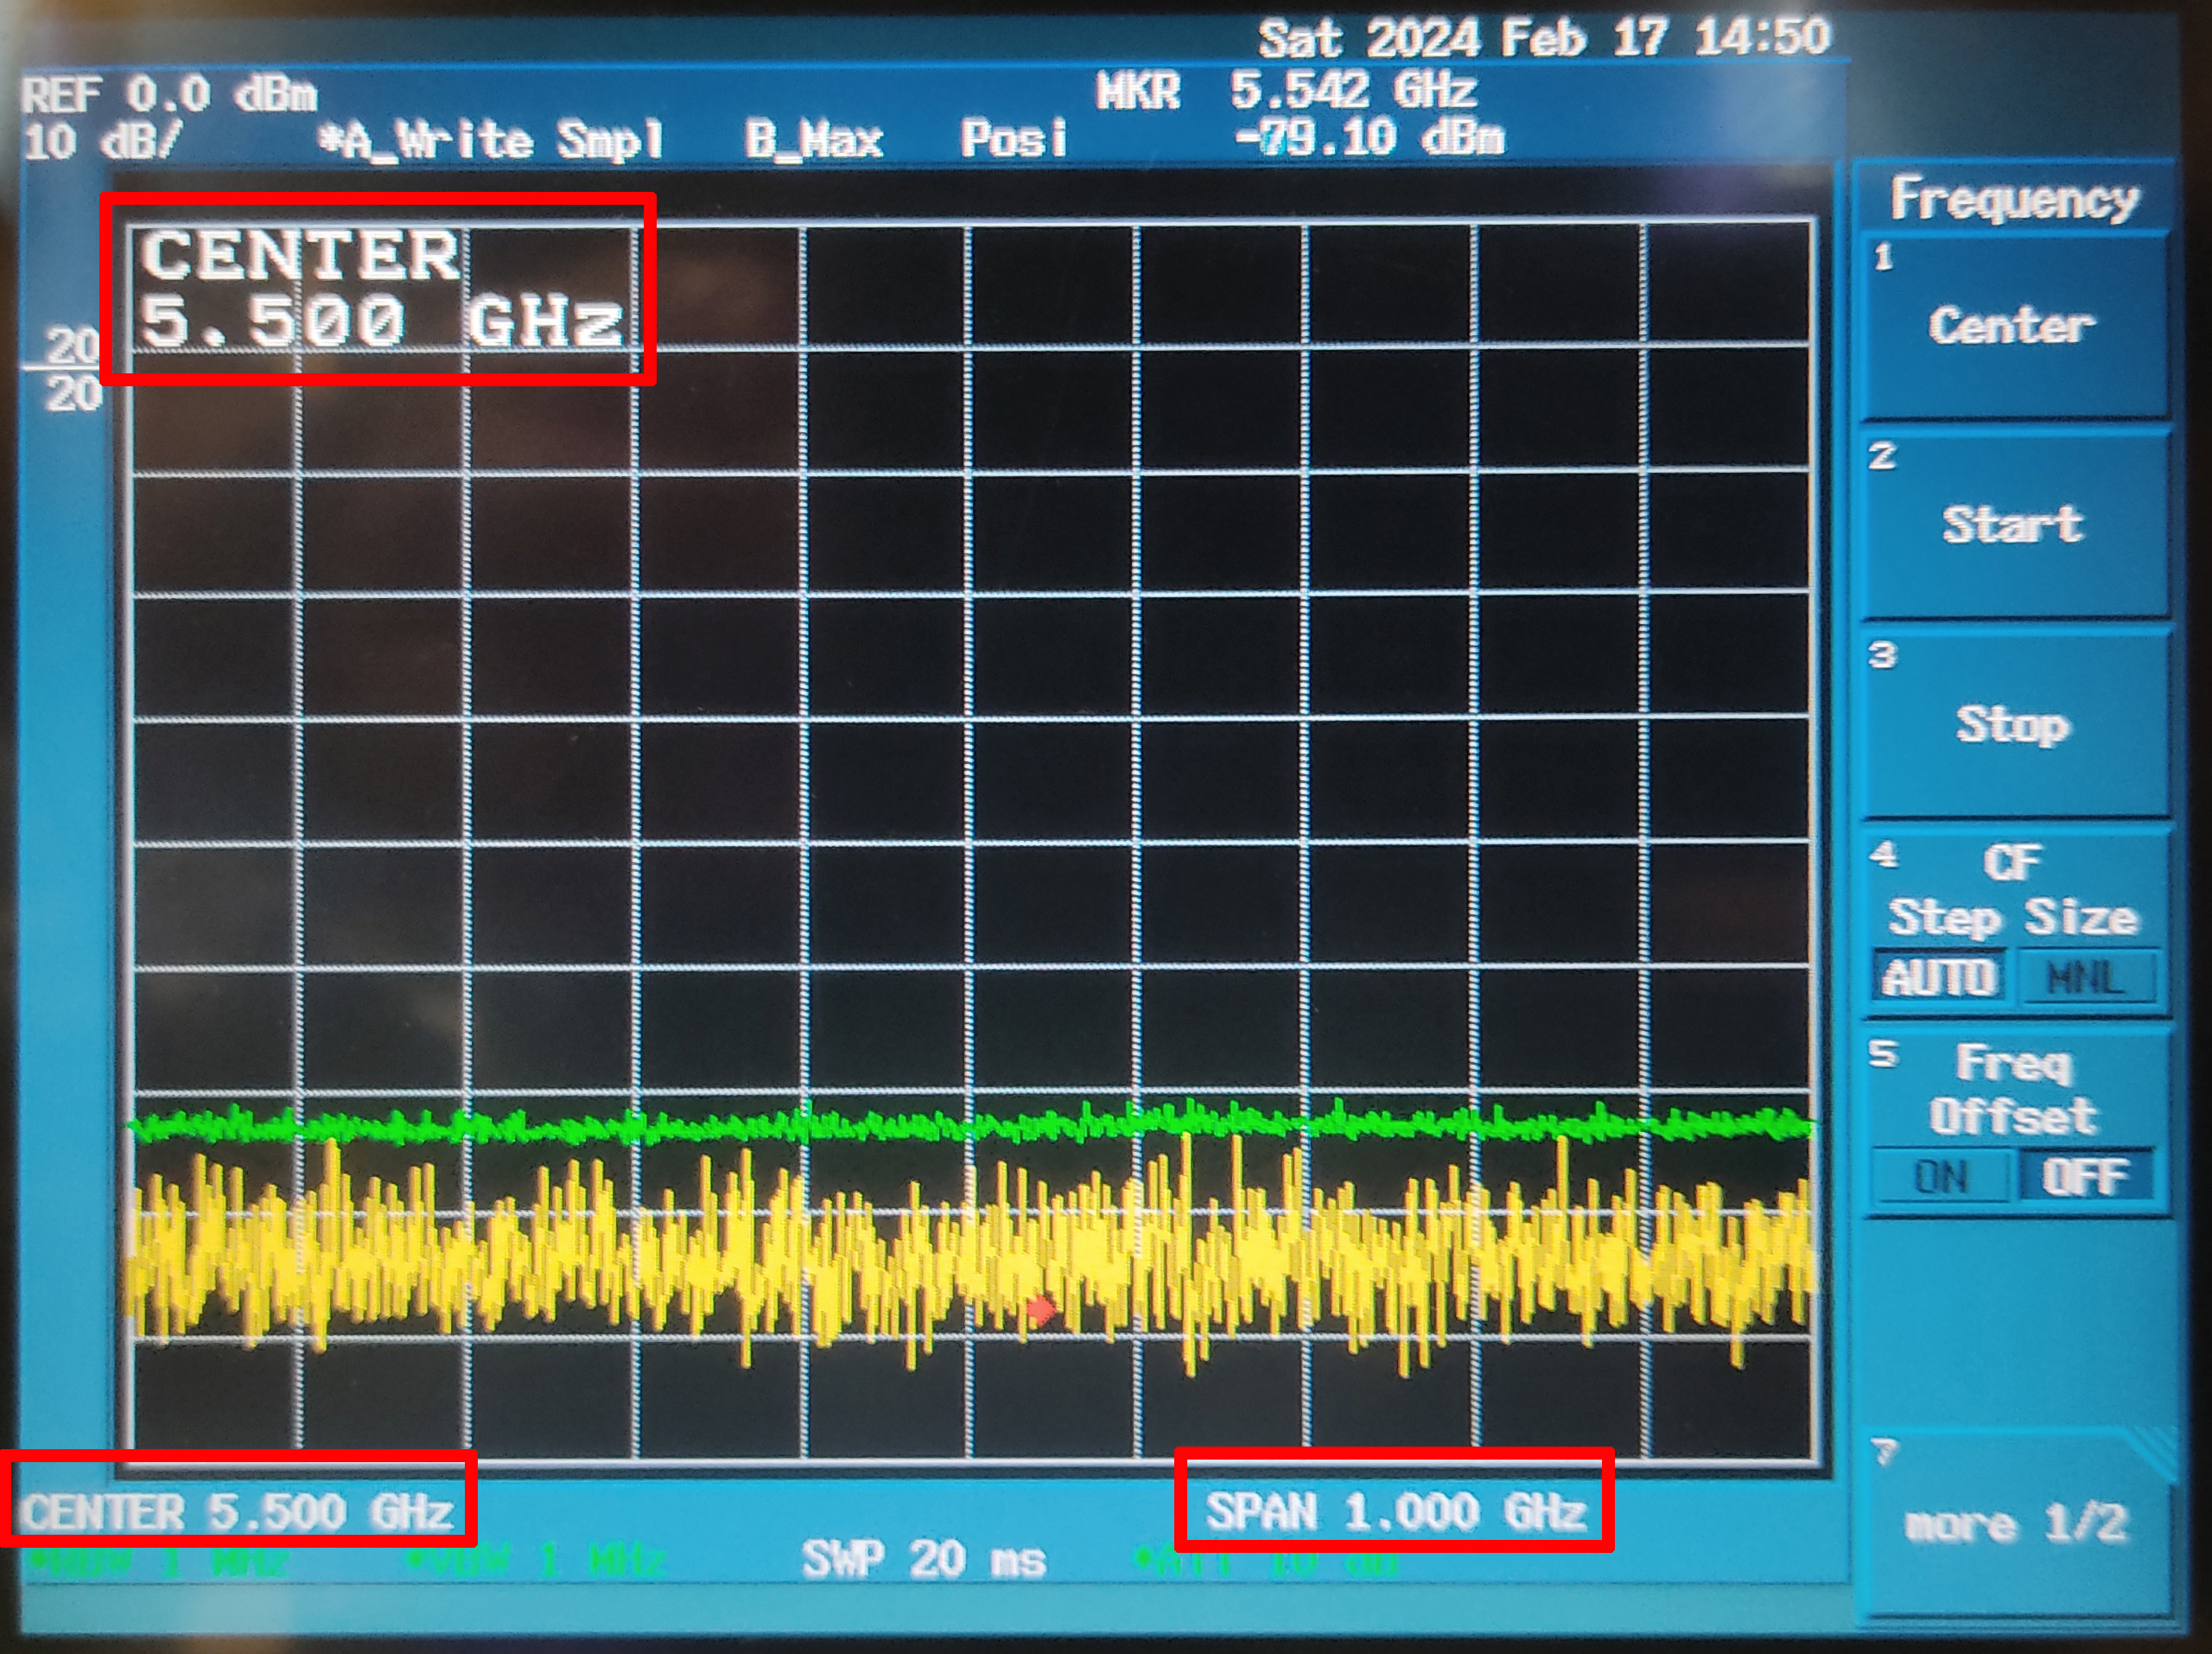 Sat 2024 Feb 17 14:50
REF 0.0 dBm
MKR 5.542 GHz
10 dB/ *A_Write Smpl B_Max Posi -79.10 dBm
CENTER
5.500 GHz
20
20
Frequency
1
Center
2
Start
3
Stop
4 CF
Step Size
AUTO MNL
5 Freq
Offset
ON OFF
7
more 1/2
CENTER 5.500 GHz SPAN 1.000 GHz
*RBW 1 MHz *VBW 1 MHz SWP 20 ms *ATT 10 dB